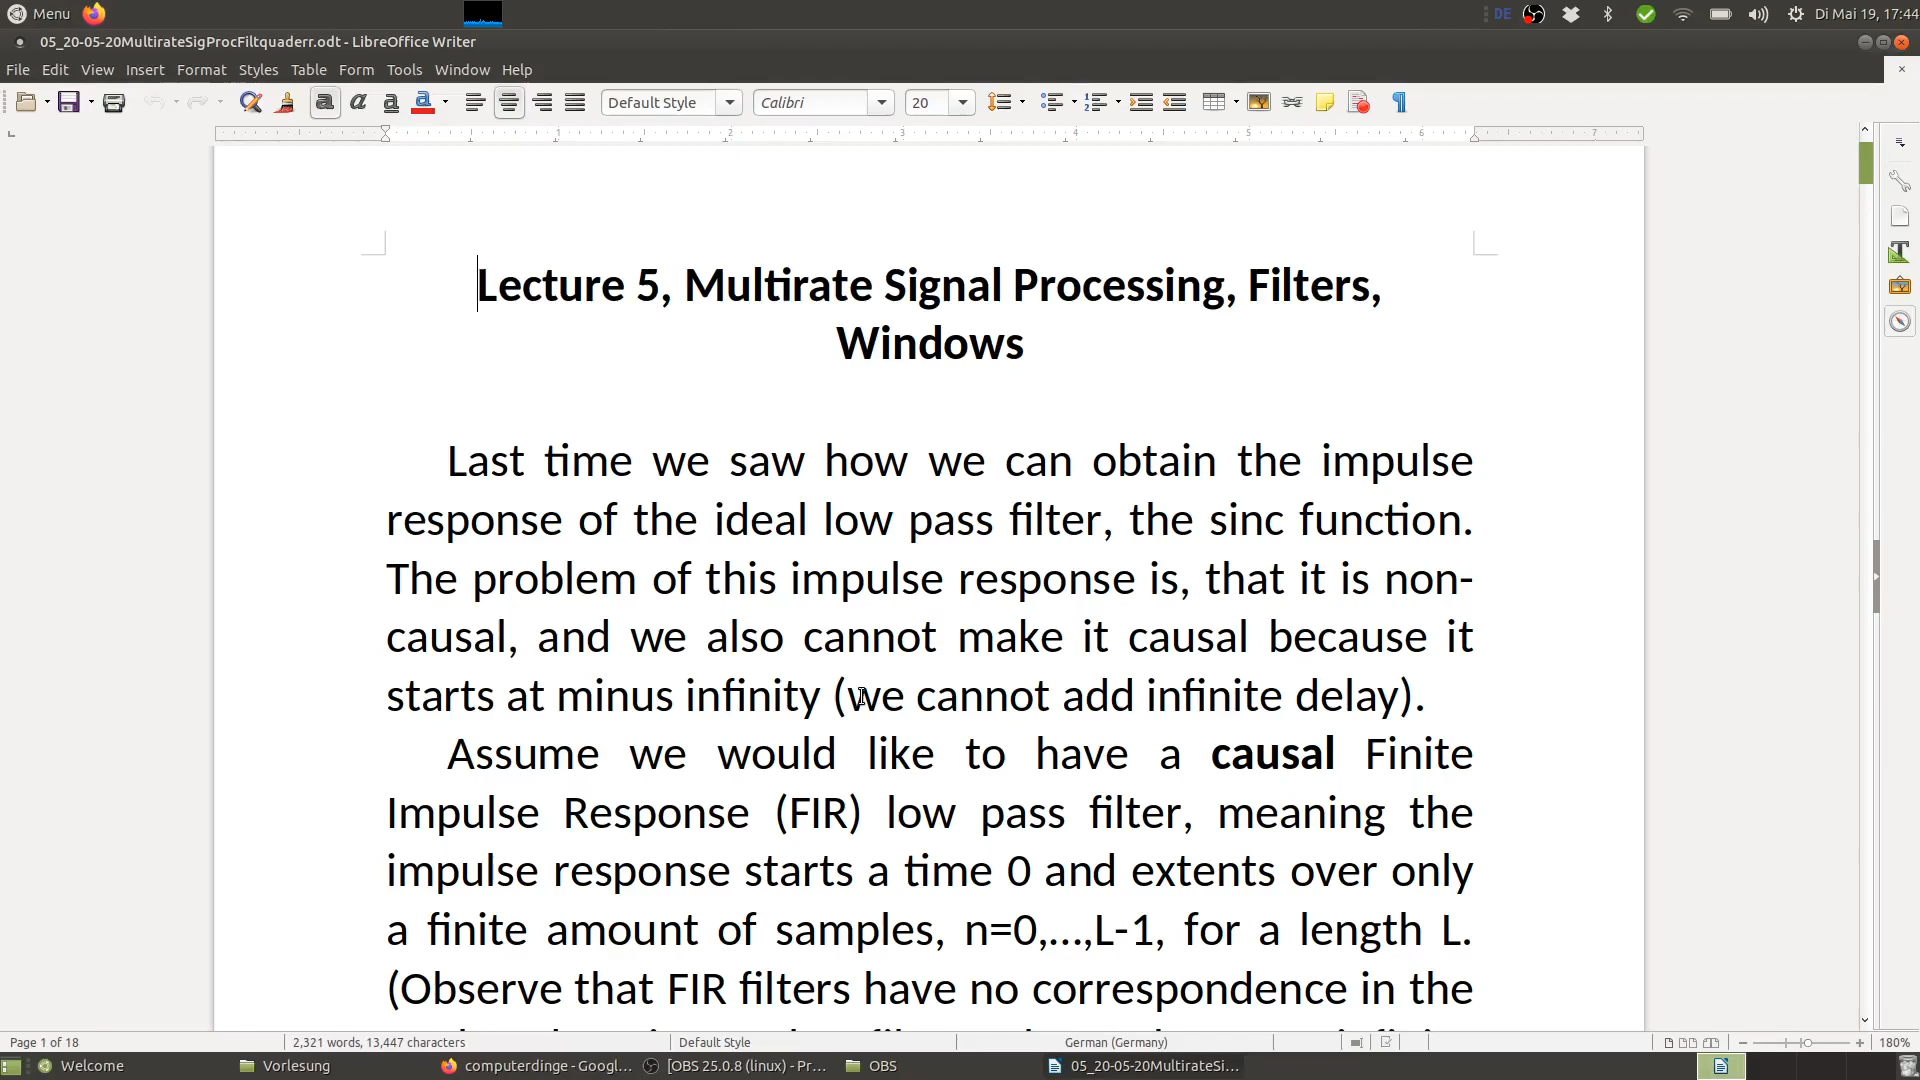 Menu
DE
Di Mai 19, 17:44
05_20-05-20MultirateSigProcFiltquaderr.odt - LibreOffice Writer
File Edit View Insert Format Styles Table Form Tools Window Help
Default Style
Calibri
20
1 2 3 4 5 6 7
Lecture 5, Multirate Signal Processing, Filters,
Windows
Last time we saw how we can obtain the impulse
response of the ideal low pass filter, the sinc function.
The problem of this impulse response is, that it is non-
causal, and we also cannot make it causal because it
starts at minus infinity (we cannot add infinite delay).
Assume we would like to have a causal Finite
Impulse Response (FIR) low pass filter, meaning the
impulse response starts a time 0 and extents over only
a finite amount of samples, n=0,...,L-1, for a length L.
(Observe that FIR filters have no correspondence in the
Page 1 of 18
2,321 words, 13,447 characters
Default Style
German (Germany)
180%
Welcome
Vorlesung
computerdinge - Googl...
[OBS 25.0.8 (linux) - Pr...
OBS
05_20-05-20MultirateSi...